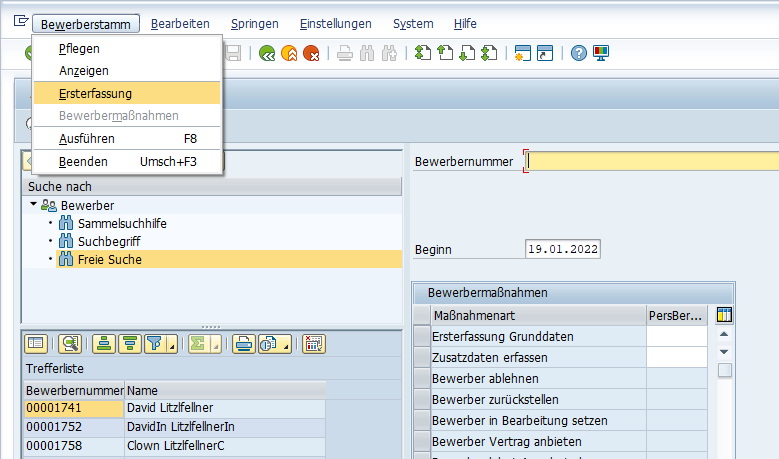 Bewerberstamm Bearbeiten Springen Einstellungen System Hilfe
Pflegen
Anzeigen
Ersterfassung
Bewerbermaßnahmen
Ausführen F8
Beenden Umsch+F3
Suche nach
Bewerber
Sammelsuchhilfe
Suchbegriff
Freie Suche
Trefferliste
Bewerbernummer Name
00001741 David Litzlfellner
00001752 DavidIn LitzlfellnerIn
00001758 Clown LitzlfellnerC
Bewerbernummer
Beginn 19.01.2022
Bewerbermaßnahmen
Maßnahmenart PersBer...
Ersterfassung Grunddaten
Zusatzdaten erfassen
Bewerber ablehnen
Bewerber zurückstellen
Bewerber in Bearbeitung setzen
Bewerber Vertrag anbieten